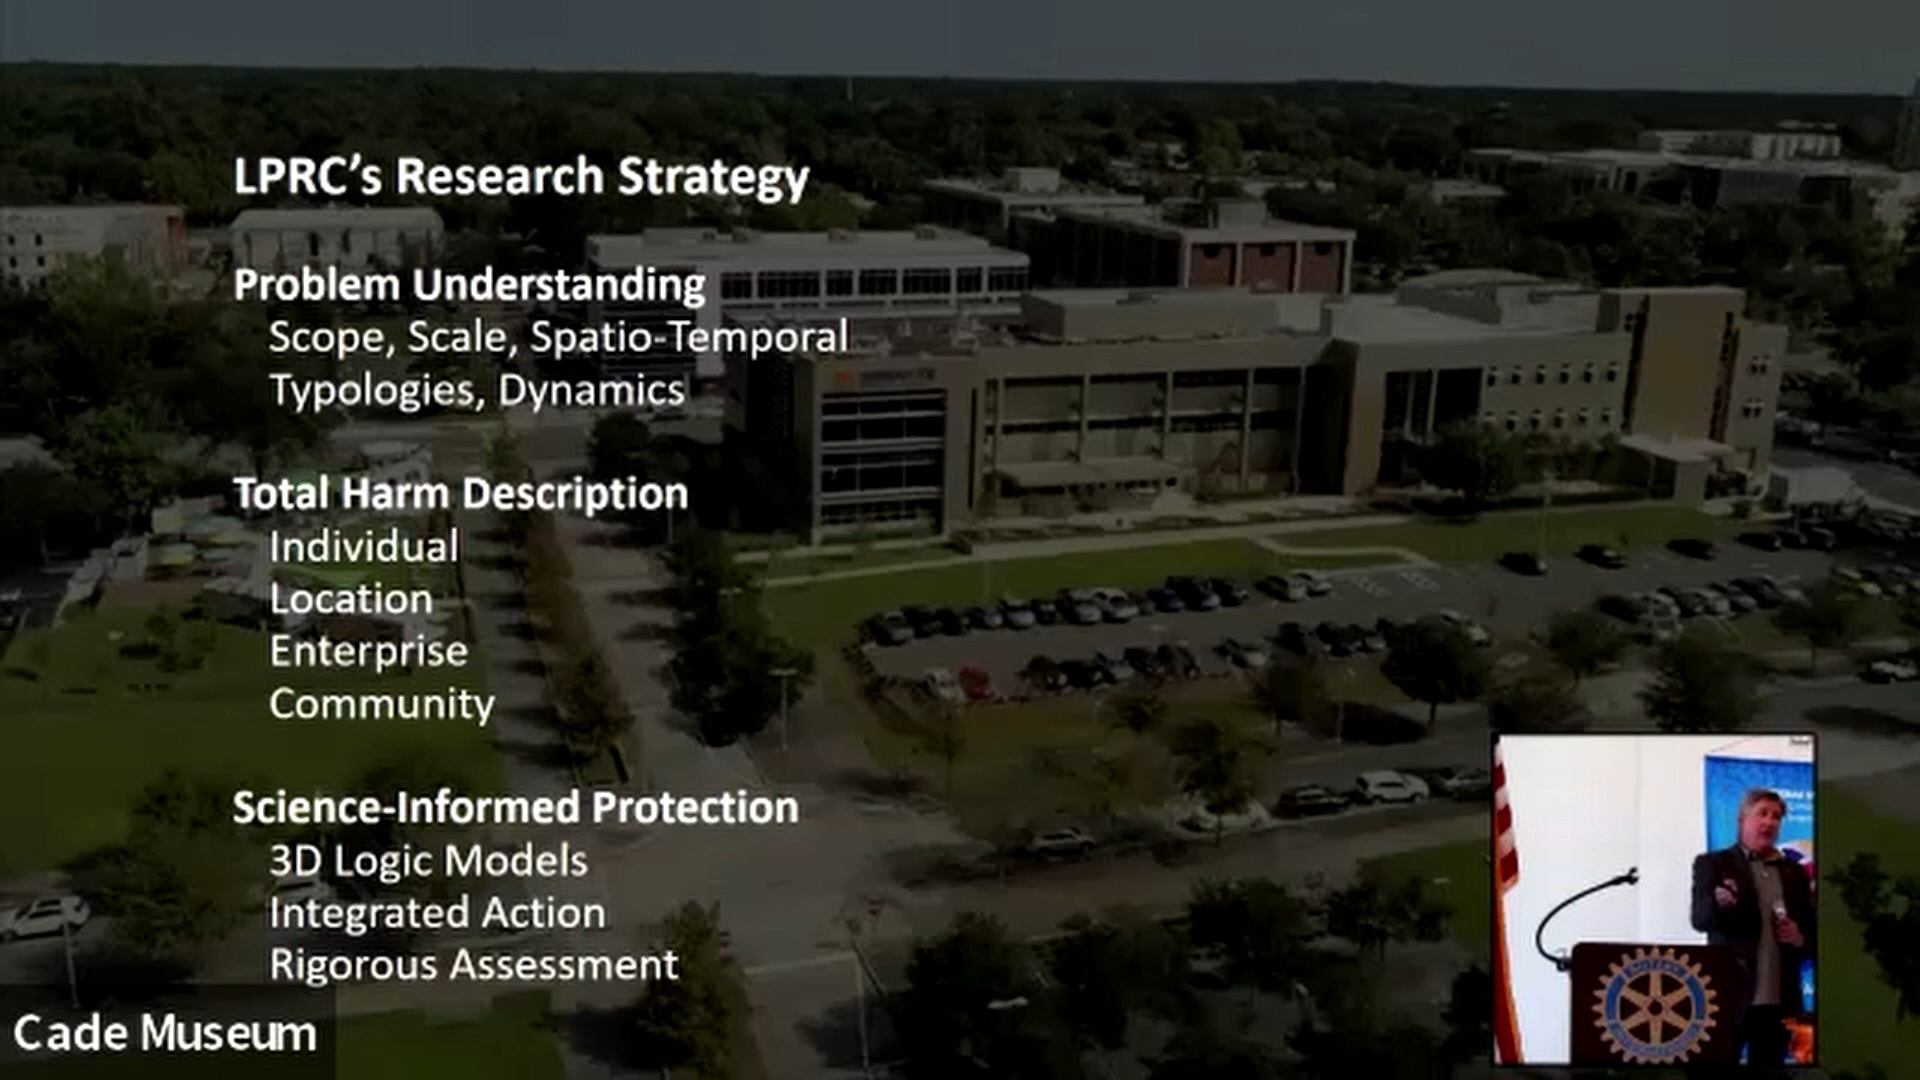 LPRC’s Research Strategy
Problem Understanding
Scope, Scale, Spatio-Temporal
Typologies, Dynamics
Total Harm Description
Individual
Location
Enterprise
Community
Science-Informed Protection
3D Logic Models
Integrated Action
Rigorous Assessment
Cade Museum